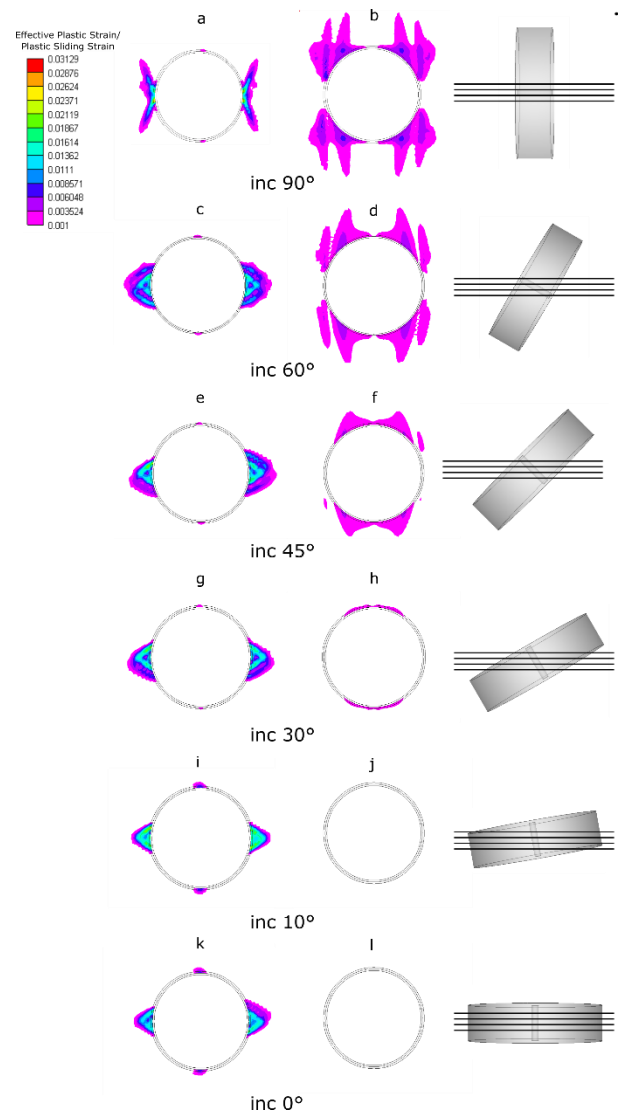 a
b
Effective Plastic Strain/
Plastic Sliding Strain
0.03129
0.02876
0.02624
0.02371
0.02119
0.01867
0.01614
0.01362
0.0111
0.008571
0.006048
0.003524
0.001
inc 90°
c
d
inc 60°
e
f
inc 45°
g
h
inc 30°
i
j
inc 10°
k
l
inc 0°